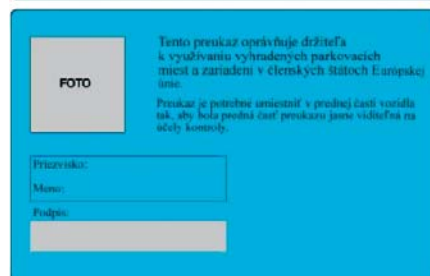 FOTO
Tento preukaz oprávňuje držiteľa
k využívaniu vyhradených parkovacích
miest a zariadení v členských štátoch Európskej
únie.
Preukaz je potrebné umiestniť v prednej časti vozidla
tak, aby bola predná časť preukazu jasne viditeľná na
účely kontroly.
Priezvisko:
Meno:
Podpis: